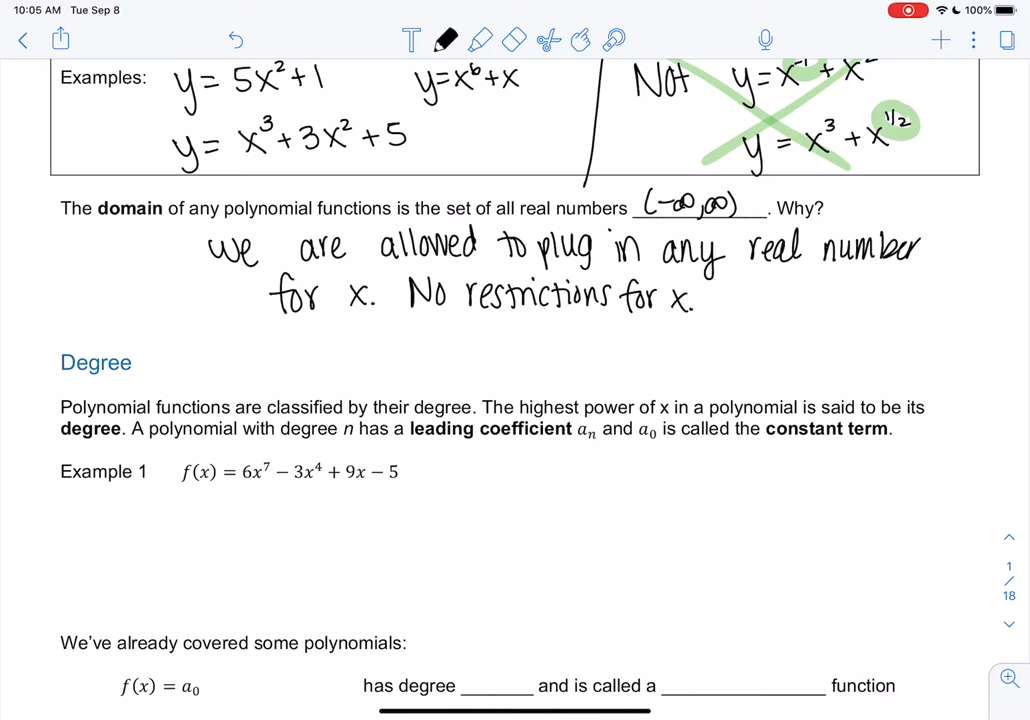 10:05 AM Tue Sep 8 100%
Examples: y = 5x² + 1 y = x⁶ + x Not y = x⁻¹ + x²
y = x³ + 3x² + 5 y = x³ + x^1/2
The domain of any polynomial functions is the set of all real numbers (-∞,∞). Why?
We are allowed to plug in any real number
for x. No restrictions for x.
Degree
Polynomial functions are classified by their degree. The highest power of x in a polynomial is said to be its
degree. A polynomial with degree n has a leading coefficient aₙ and a₀ is called the constant term.
Example 1 f(x) = 6x⁷ − 3x⁴ + 9x − 5
1
/
18
We've already covered some polynomials:
f(x) = a₀ has degree ________ and is called a __________________ function